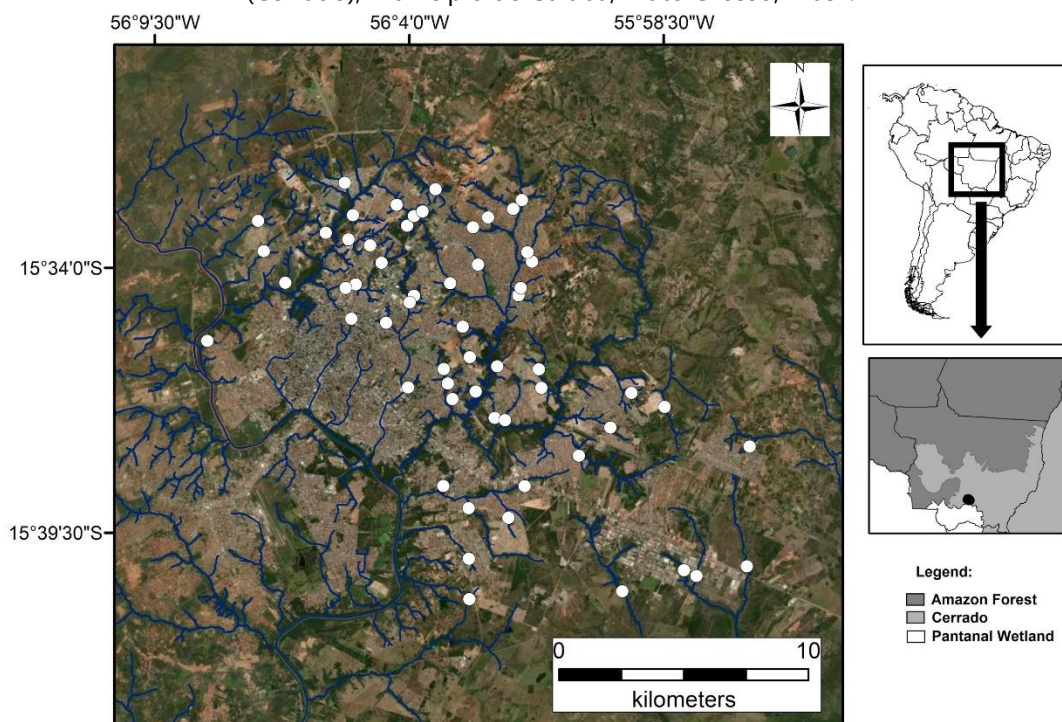 56°9'30"W 56°4'0"W 55°58'30"W
N
15°34'0"S
15°39'30"S
0 10
kilometers
Legend:
Amazon Forest
Cerrado
Pantanal Wetland